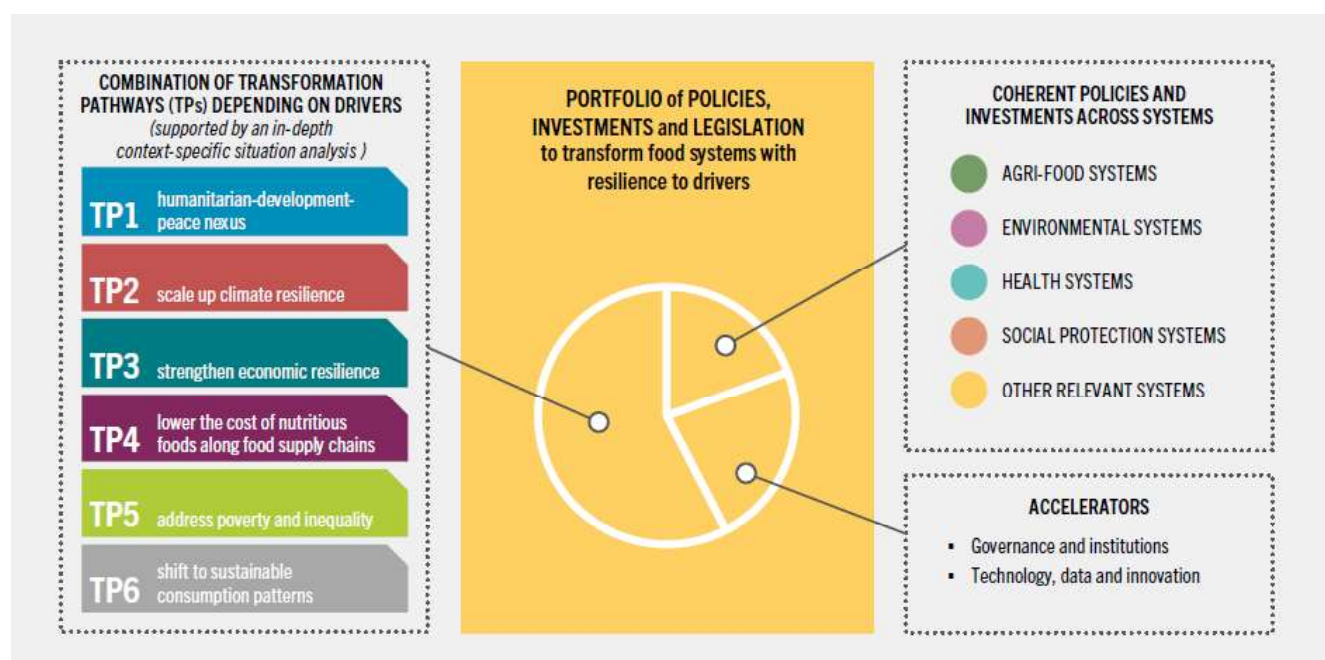 COMBINATION OF TRANSFORMATION
PATHWAYS (TPs) DEPENDING ON DRIVERS
(supported by an in-depth
context-specific situation analysis )
TP1 humanitarian-development-
peace nexus
TP2 scale up climate resilience
TP3 strengthen economic resilience
TP4 lower the cost of nutritious
foods along food supply chains
TP5 address poverty and inequality
TP6 shift to sustainable
consumption patterns
PORTFOLIO of POLICIES,
INVESTMENTS and LEGISLATION
to transform food systems with
resilience to drivers
COHERENT POLICIES AND
INVESTMENTS ACROSS SYSTEMS
AGRI-FOOD SYSTEMS
ENVIRONMENTAL SYSTEMS
HEALTH SYSTEMS
SOCIAL PROTECTION SYSTEMS
OTHER RELEVANT SYSTEMS
ACCELERATORS
▪ Governance and institutions
▪ Technology, data and innovation